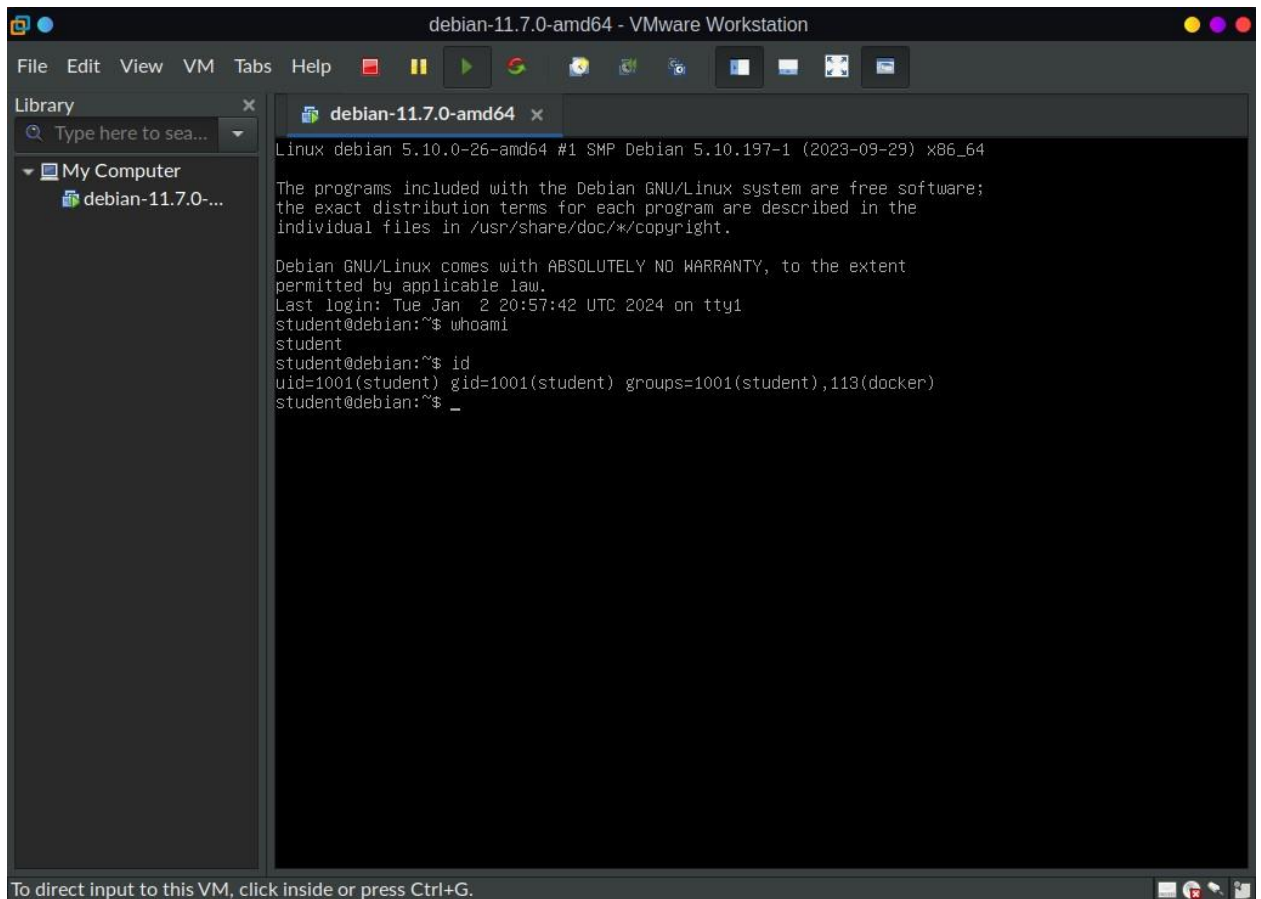 debian-11.7.0-amd64 - VMware Workstation
File Edit View VM Tabs Help
Library
Type here to sea...
My Computer
debian-11.7.0-...
debian-11.7.0-amd64
Linux debian 5.10.0-26-amd64 #1 SMP Debian 5.10.197-1 (2023-09-29) x86_64
The programs included with the Debian GNU/Linux system are free software;
the exact distribution terms for each program are described in the
individual files in /usr/share/doc/*/copyright.
Debian GNU/Linux comes with ABSOLUTELY NO WARRANTY, to the extent
permitted by applicable law.
Last login: Tue Jan  2 20:57:42 UTC 2024 on tty1
student@debian:~$ whoami
student
student@debian:~$ id
uid=1001(student) gid=1001(student) groups=1001(student),113(docker)
student@debian:~$ _
To direct input to this VM, click inside or press Ctrl+G.